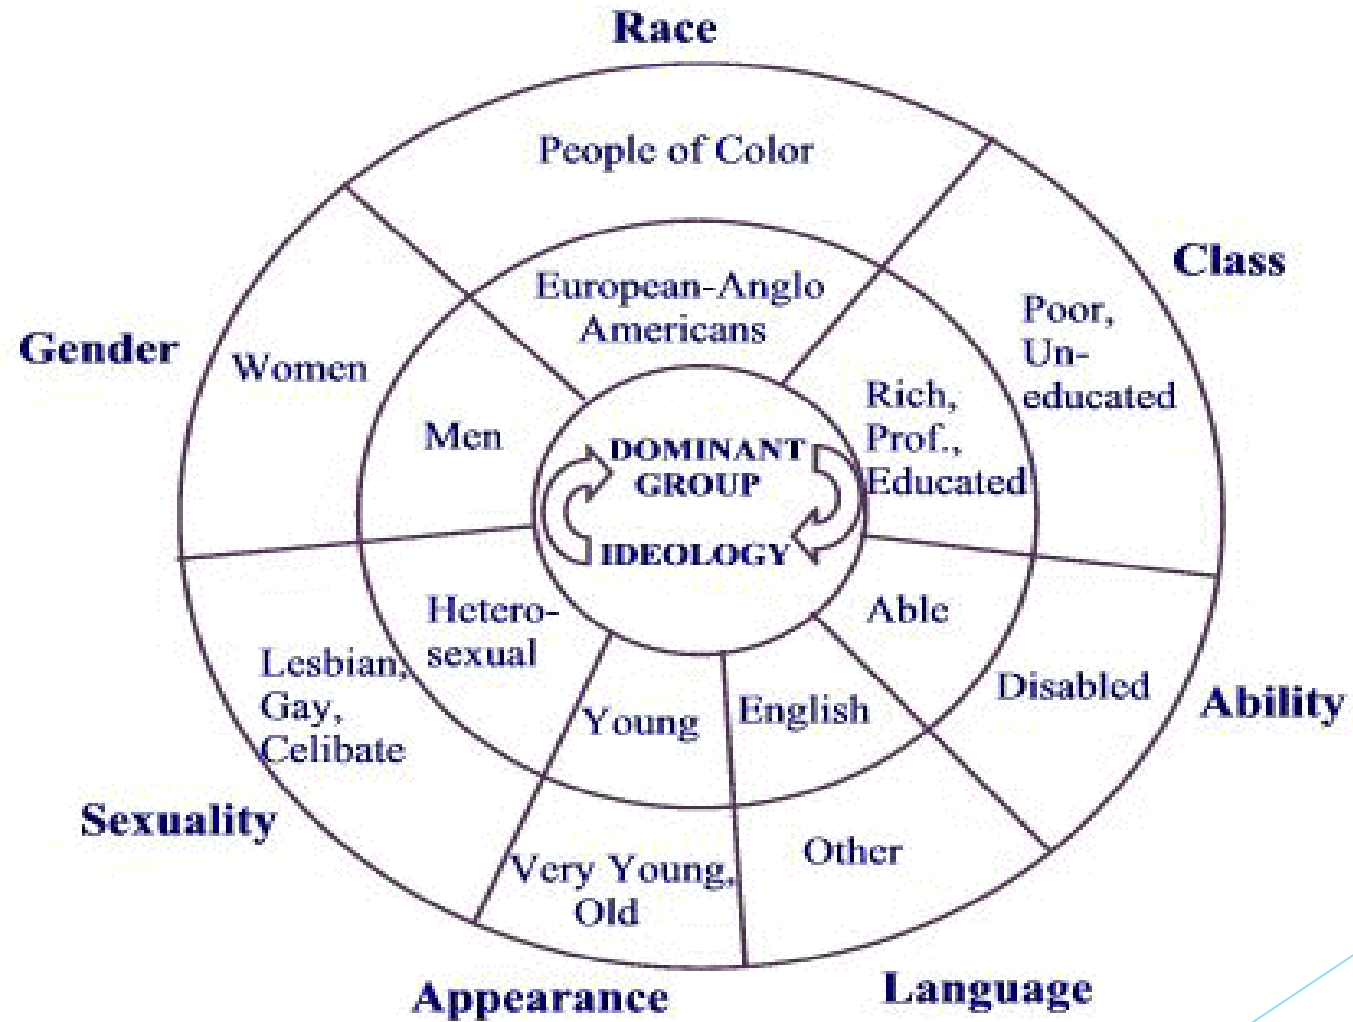 Race
People of Color
European-Anglo
Americans
Class
Poor,
Un-
educated
Rich,
Prof.,
Educated
Gender
Women
Men
DOMINANT
GROUP
IDEOLOGY
Hetero-
sexual
Lesbian,
Gay,
Celibate
Sexuality
Able
Disabled
Ability
Young
English
Very Young,
Old
Other
Appearance
Language